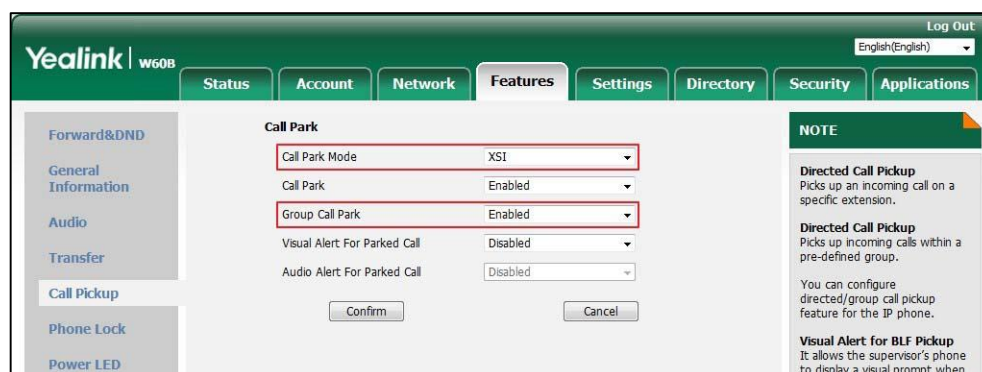 Log Out
Yealink | W60B
English(English)
Status Account Network Features Settings Directory Security Applications
Forward&DND
General
Information
Audio
Transfer
Call Pickup
Phone Lock
Power LED
Call Park
Call Park Mode XSI
Call Park Enabled
Group Call Park Enabled
Visual Alert For Parked Call Disabled
Audio Alert For Parked Call Disabled
Confirm Cancel
NOTE
Directed Call Pickup
Picks up an incoming call on a
specific extension.
Directed Call Pickup
Picks up incoming calls within a
pre-defined group.
You can configure
directed/group call pickup
feature for the IP phone.
Visual Alert for BLF Pickup
It allows the supervisor's phone
to display a visual prompt when